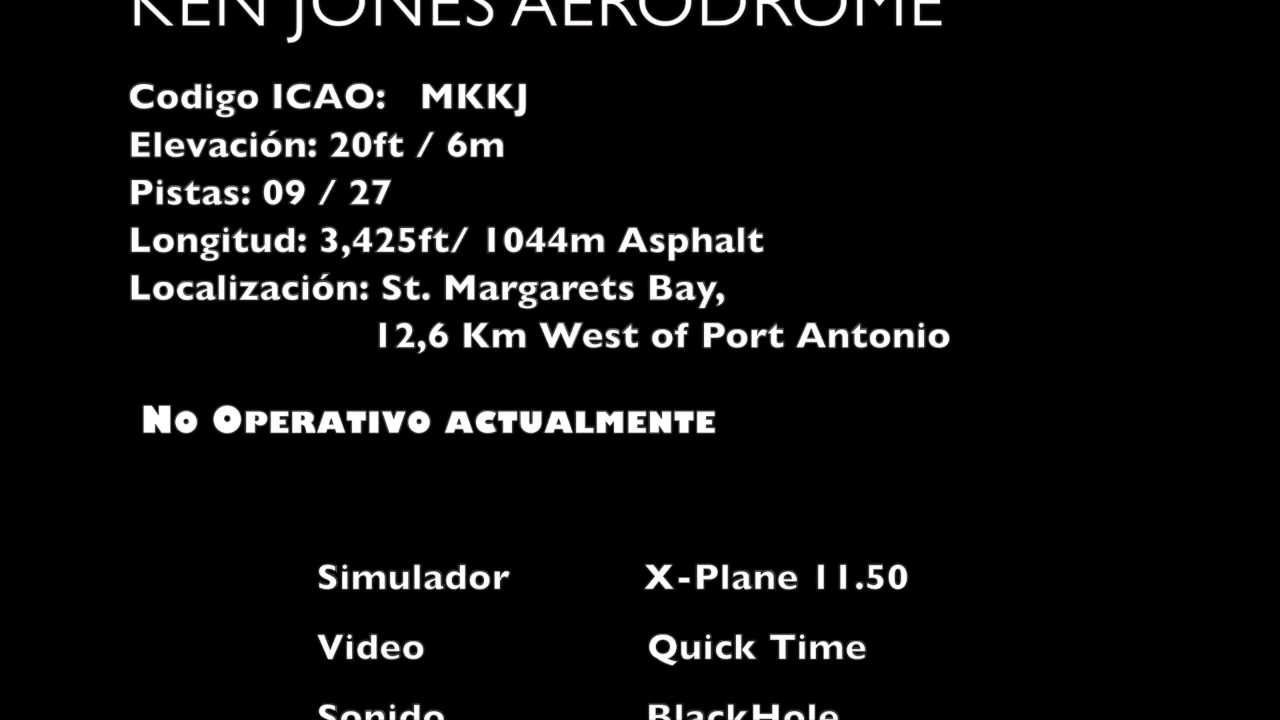 KEN JONES AERODROME
Codigo ICAO: MKKJ
Elevación: 20ft / 6m
Pistas: 09 / 27
Longitud: 3,425ft/ 1044m Asphalt
Localización: St. Margarets Bay,
12,6 Km West of Port Antonio
No Operativo actualmente
Simulador X-Plane 11.50
Video Quick Time
Sonido BlackHole